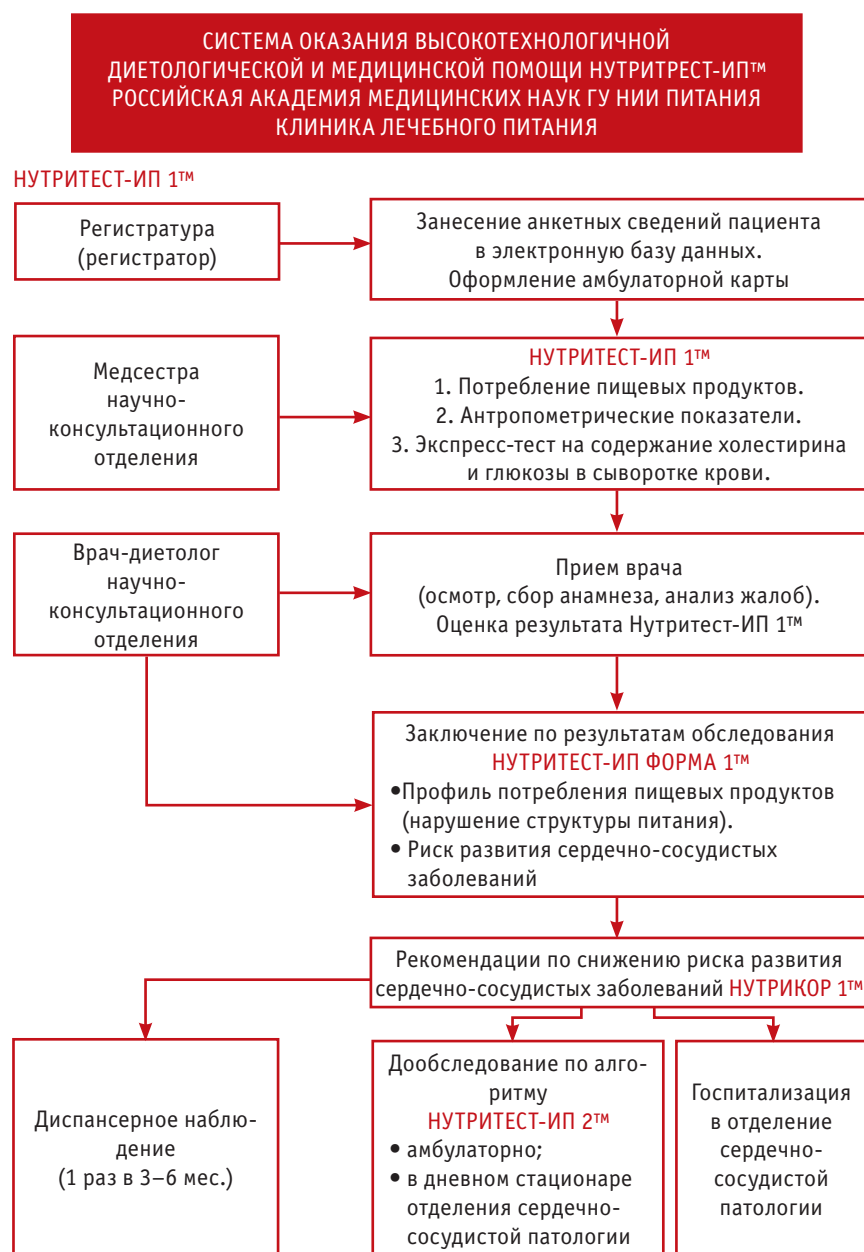 СИСТЕМА ОКАЗАНИЯ ВЫСОКОТЕХНОЛОГИЧНОЙ
ДИЕТОЛОГИЧЕСКОЙ И МЕДИЦИНСКОЙ ПОМОЩИ НУТРИТРЕСТ-ИП™
РОССИЙСКАЯ АКАДЕМИЯ МЕДИЦИНСКИХ НАУК ГУ НИИ ПИТАНИЯ
КЛИНИКА ЛЕЧЕБНОГО ПИТАНИЯ
НУТРИТЕСТ-ИП 1™
Регистратура
(регистратор)
Занесение анкетных сведений пациента
в электронную базу данных.
Оформление амбулаторной карты
Медсестра
научно-
консультационного
отделения
НУТРИТЕСТ-ИП 1™
1. Потребление пищевых продуктов.
2. Антропометрические показатели.
3. Экспресс-тест на содержание холестирина
и глюкозы в сыворотке крови.
Врач-диетолог
научно-
консультационного
отделения
Прием врача
(осмотр, сбор анамнеза, анализ жалоб).
Оценка результата Нутритест-ИП 1™
Заключение по результатам обследования
НУТРИТЕСТ-ИП ФОРМА 1™
•Профиль потребления пищевых продуктов
(нарушение структуры питания).
• Риск развития сердечно-сосудистых
заболеваний
Рекомендации по снижению риска развития
сердечно-сосудистых заболеваний НУТРИКОР 1™
Диспансерное наблю-
дение
(1 раз в 3–6 мес.)
Дообследование по алго-
ритму
НУТРИТЕСТ-ИП 2™
• амбулаторно;
• в дневном стационаре
отделения сердечно-
сосудистой патологии
Госпитализация
в отделение
сердечно-
сосудистой
патологии